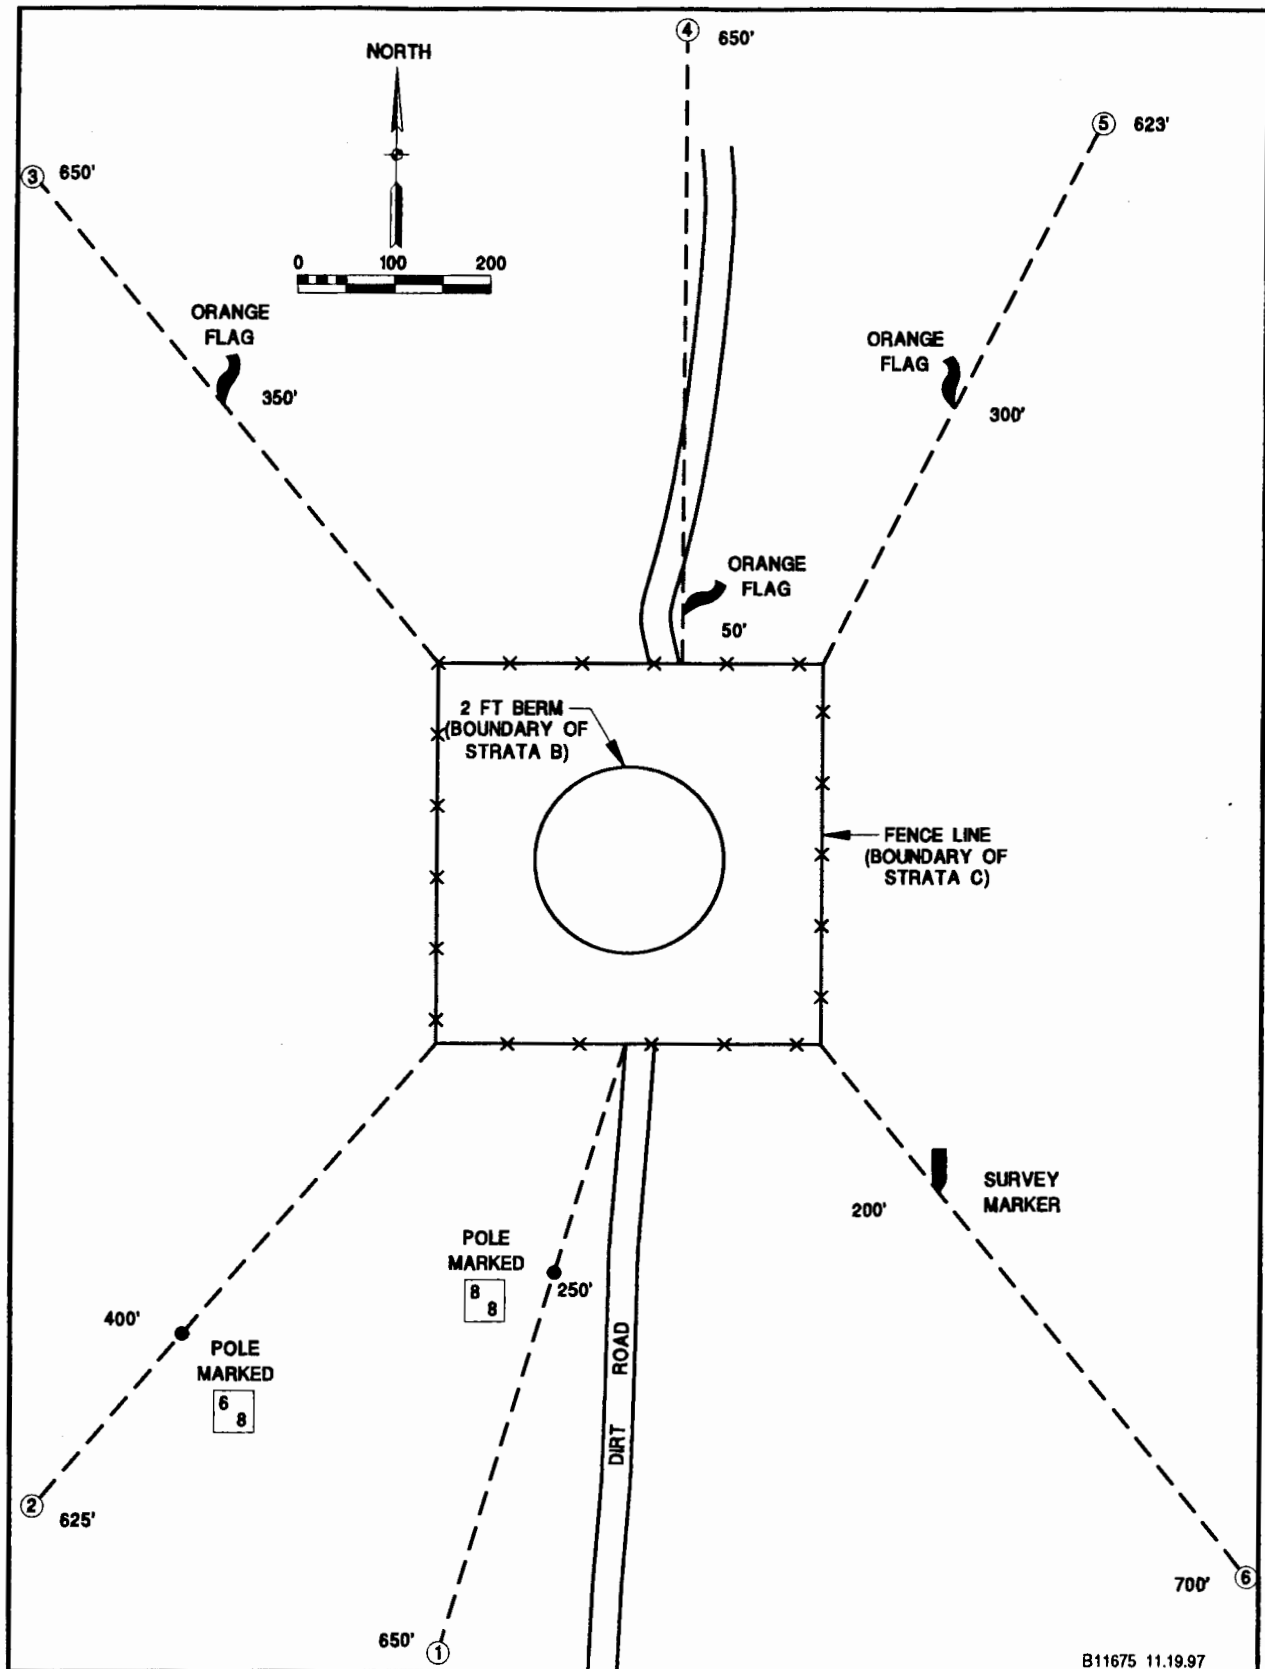 ④ 650'
NORTH
⑤ 623'
③ 650'
0 100 200
ORANGE
FLAG
350'
ORANGE
FLAG
300'
ORANGE
FLAG
50'
2 FT BERM
(BOUNDARY OF
STRATA B)
FENCE LINE
(BOUNDARY OF
STRATA C)
SURVEY
MARKER
200'
POLE
MARKED
8
8
250'
400'
POLE
MARKED
6
8
DIRT ROAD
② 625'
700' ⑥
650' ①
B11675 11.19.97